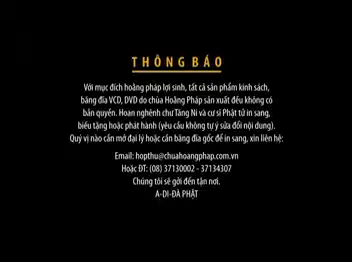 THÔNG BÁO
Với mục đích hoằng pháp lợi sinh, tất cả sản phẩm kinh sách,
băng đĩa VCD, DVD do chùa Hoằng Pháp sản xuất đều không có
bản quyền. Hoan nghênh chư Tăng Ni và cư sĩ Phật tử in sang,
biếu tặng hoặc phát hành (yêu cầu không tự ý sửa đổi nội dung).
Quý vị nào cần mở đại lý hoặc cần băng đĩa gốc để in sang, xin liên hệ:
Email: hopthu@chuahoangphap.com.vn
Hoặc ĐT: (08) 37130002 - 37134307
Chúng tôi sẽ gởi đến tận nơi.
A-DI-ĐÀ PHẬT